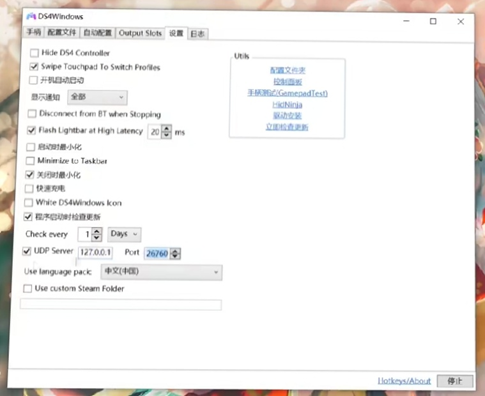 DS4Windows
手柄 配置文件 自动配置 Output Slots 设置 日志
Hide DS4 Controller
Swipe Touchpad To Switch Profiles
开机自动启动
显示通知 全部
Disconnect from BT when Stopping
Flash Lightbar at High Latency 20 ms
启动时最小化
Minimize to Taskbar
关闭时最小化
快速充电
White DS4Windows Icon
程序启动时检查更新
Check every 1 Days
UDP Server 127.0.0.1 Port 26760
Use language pack: 中文(中国)
Use custom Steam Folder
Utils
配置文件夹
控制面板
手柄测试(GamepadTest)
HidNinja
驱动安装
立即检查更新
Hotkeys/About 停止